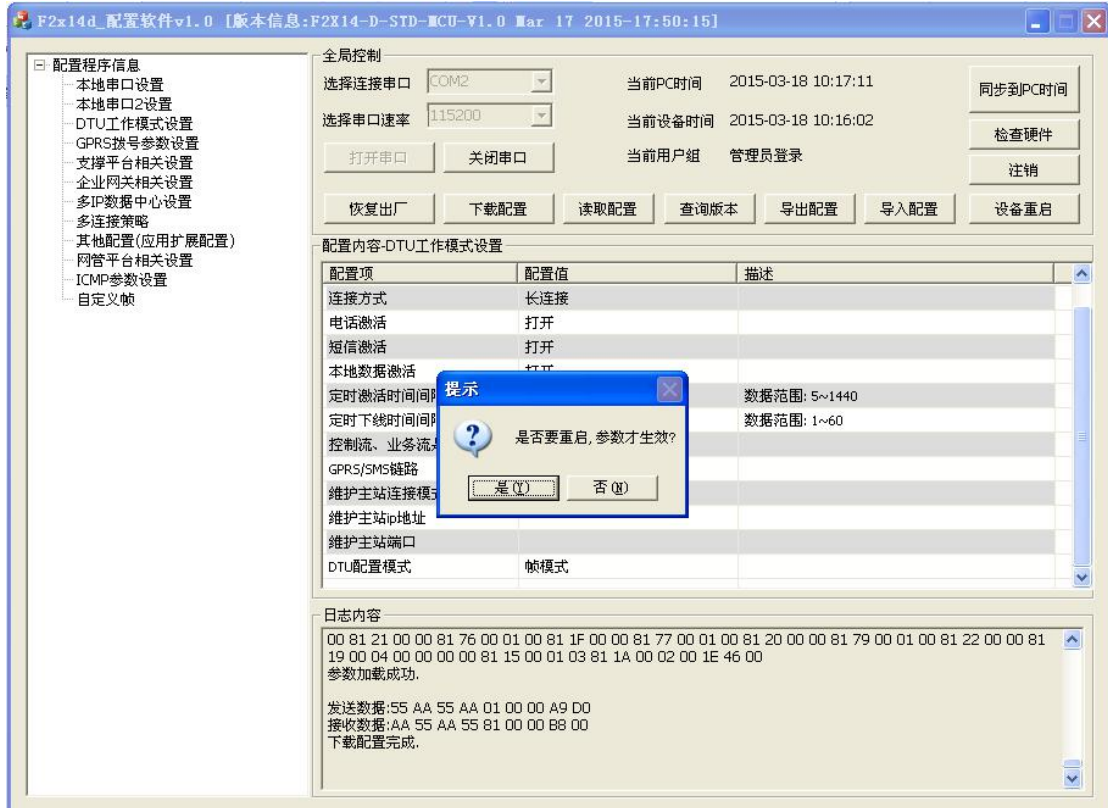 F2x14d_配置软件v1.0 [版本信息:F2X14-D-STD-MCU-V1.0 Mar 17 2015-17:50:15]
配置程序信息
本地串口设置
本地串口2设置
DTU工作模式设置
GPRS拨号参数设置
支撑平台相关设置
企业网关相关设置
多IP数据中心设置
多连接策略
其他配置(应用扩展配置)
网管平台相关设置
ICMP参数设置
自定义帧
全局控制
选择连接串口 COM2 当前PC时间 2015-03-18 10:17:11 同步到PC时间
选择串口速率 115200 当前设备时间 2015-03-18 10:16:02 检查硬件
打开串口 关闭串口 当前用户组 管理员登录 注销
恢复出厂 下载配置 读取配置 查询版本 导出配置 导入配置 设备重启
配置内容-DTU工作模式设置
配置项 配置值 描述
连接方式 长连接
电话激活 打开
短信激活 打开
本地数据激活
定时激活时间间 数据范围: 5~1440
定时下线时间间 数据范围: 1~60
控制流、业务流
GPRS/SMS链路
维护主站连接模
维护主站ip地址
维护主站端口
DTU配置模式 帧模式
提示
是否要重启,参数才生效?
是(Y) 否(N)
日志内容
00 81 21 00 00 81 76 00 01 00 81 1F 00 00 81 77 00 01 00 81 20 00 00 81 79 00 01 00 81 22 00 00 81
19 00 04 00 00 00 00 81 15 00 01 03 81 1A 00 02 00 1E 46 00
参数加载成功.
发送数据:55 AA 55 AA 01 00 00 A9 D0
接收数据:AA 55 AA 55 81 00 00 B8 00
下载配置完成.